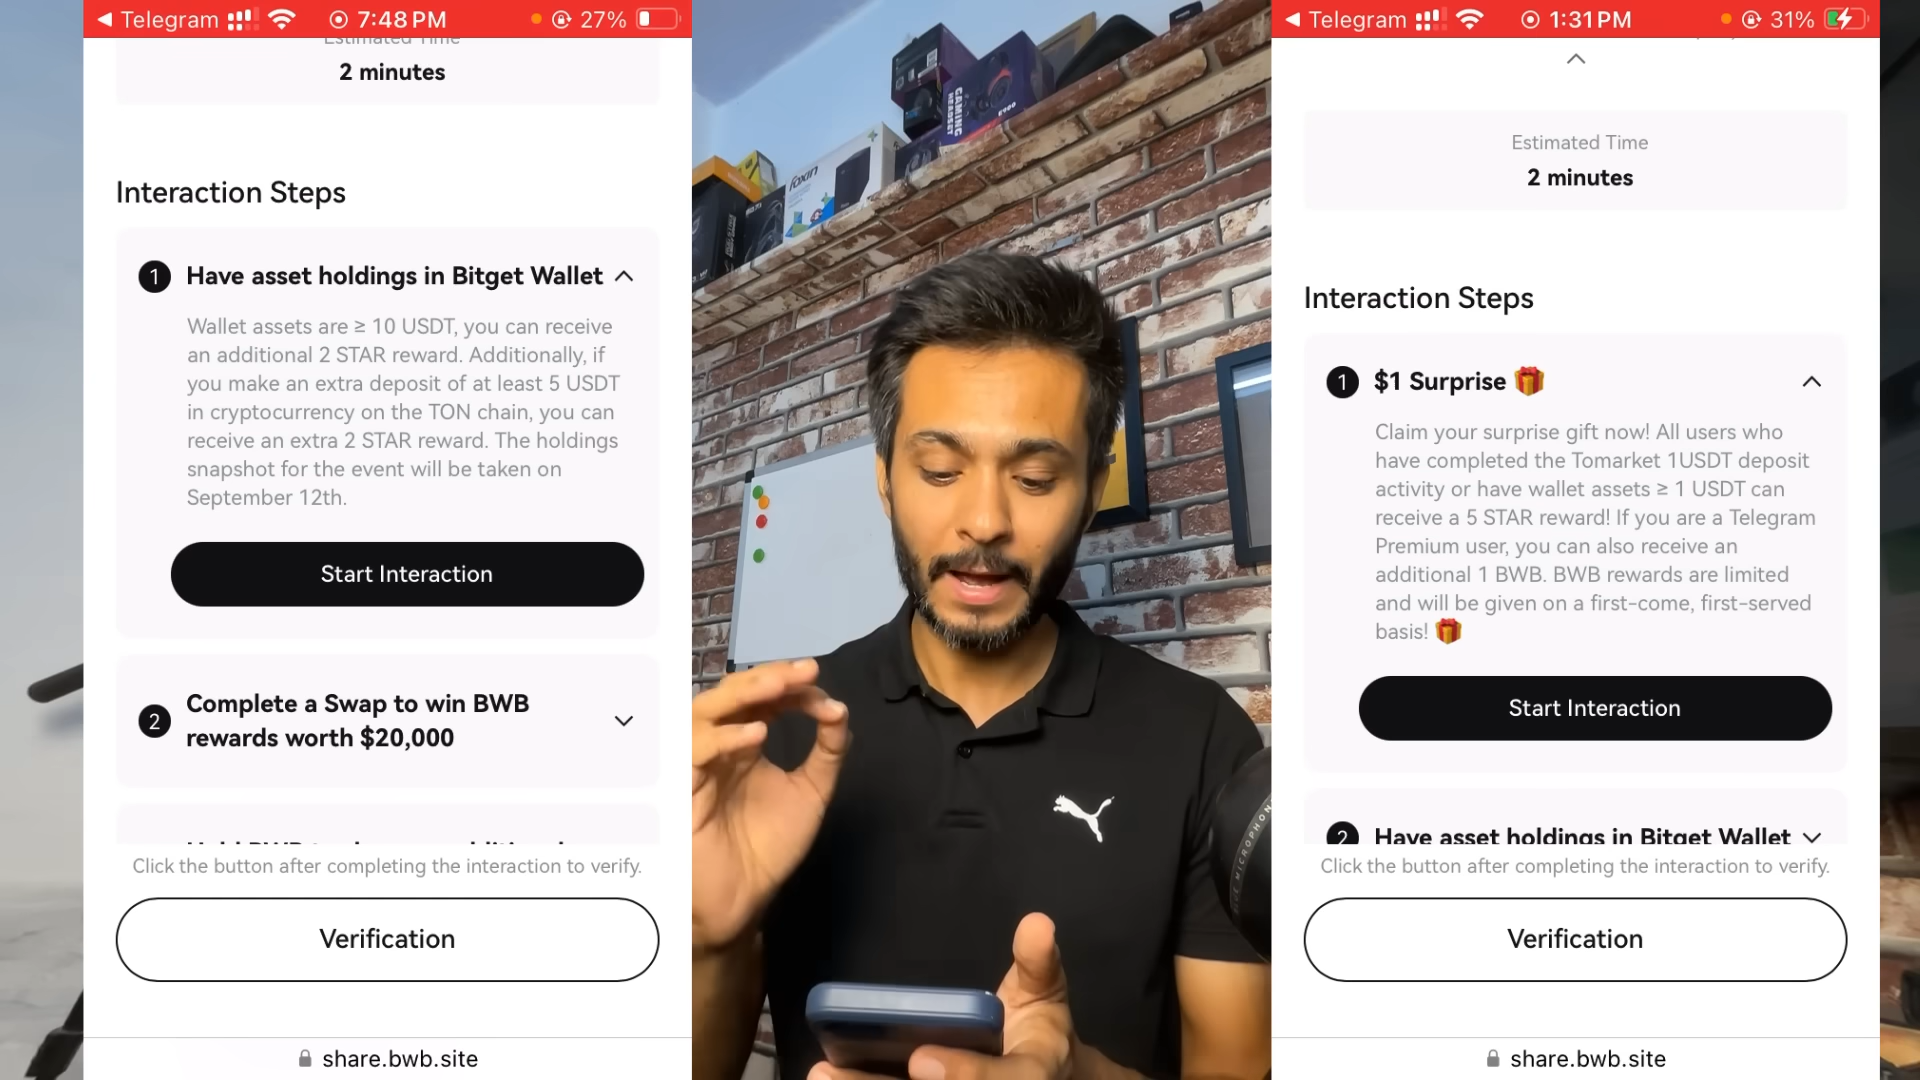 Telegram 7:48 PM 27%
Estimated Time
2 minutes
Interaction Steps
1 Have asset holdings in Bitget Wallet
Wallet assets are ≥ 10 USDT, you can receive
an additional 2 STAR reward. Additionally, if
you make an extra deposit of at least 5 USDT
in cryptocurrency on the TON chain, you can
receive an extra 2 STAR reward. The holdings
snapshot for the event will be taken on
September 12th.
Start Interaction
2 Complete a Swap to win BWB
rewards worth $20,000
Click the button after completing the interaction to verify.
Verification
share.bwb.site
GAMING
HEADSET
foxin
MICROPHON
Telegram 1:31 PM 31%
Estimated Time
2 minutes
Interaction Steps
1 $1 Surprise 🎁
Claim your surprise gift now! All users who
have completed the Tomarket 1USDT deposit
activity or have wallet assets ≥ 1 USDT can
receive a 5 STAR reward! If you are a Telegram
Premium user, you can also receive an
additional 1 BWB. BWB rewards are limited
and will be given on a first-come, first-served
basis! 🎁
Start Interaction
2 Have asset holdings in Bitget Wallet
Click the button after completing the interaction to verify.
Verification
share.bwb.site